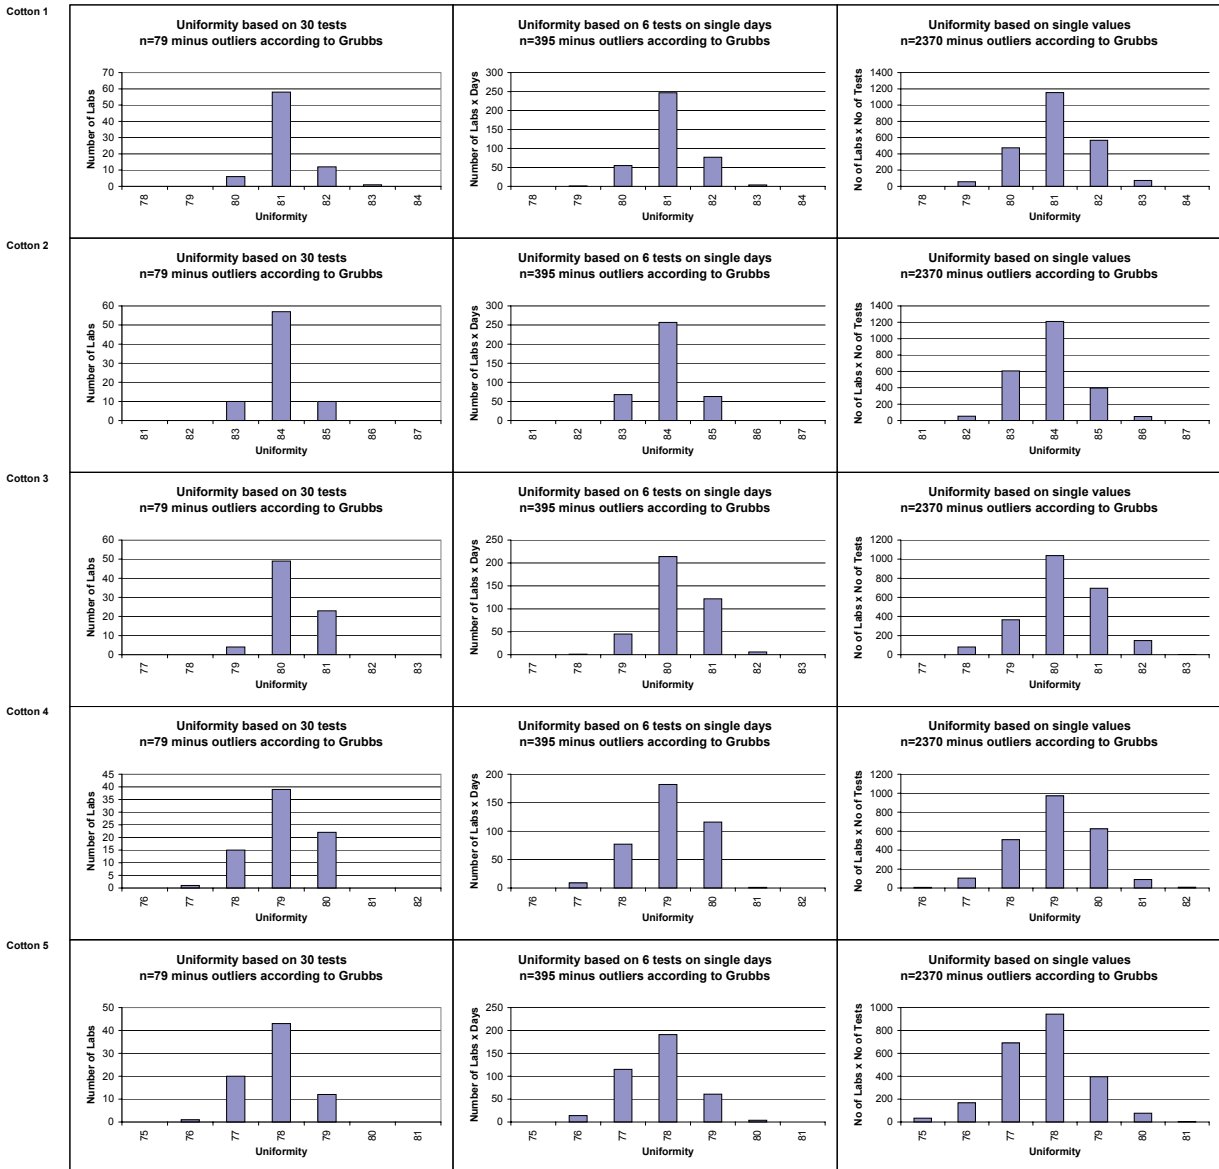 Cotton 1
Uniformity based on 30 tests
n=79 minus outliers according to Grubbs
Number of Labs
70
60
50
40
30
20
10
0
78 79 80 81 82 83 84
Uniformity
Uniformity based on 6 tests on single days
n=395 minus outliers according to Grubbs
Number of Labs x Days
300
250
200
150
100
50
0
78 79 80 81 82 83 84
Uniformity
Uniformity based on single values
n=2370 minus outliers according to Grubbs
No of Labs x No of Tests
1400
1200
1000
800
600
400
200
0
78 79 80 81 82 83 84
Uniformity
Cotton 2
Uniformity based on 30 tests
n=79 minus outliers according to Grubbs
Number of Labs
60
50
40
30
20
10
0
81 82 83 84 85 86 87
Uniformity
Uniformity based on 6 tests on single days
n=395 minus outliers according to Grubbs
Number of Labs x Days
300
250
200
150
100
50
0
81 82 83 84 85 86 87
Uniformity
Uniformity based on single values
n=2370 minus outliers according to Grubbs
No of Labs x No of Tests
1400
1200
1000
800
600
400
200
0
81 82 83 84 85 86 87
Uniformity
Cotton 3
Uniformity based on 30 tests
n=79 minus outliers according to Grubbs
Number of Labs
60
50
40
30
20
10
0
77 78 79 80 81 82 83
Uniformity
Uniformity based on 6 tests on single days
n=395 minus outliers according to Grubbs
Number of Labs x Days
250
200
150
100
50
0
77 78 79 80 81 82 83
Uniformity
Uniformity based on single values
n=2370 minus outliers according to Grubbs
No of Labs x No of Tests
1200
1000
800
600
400
200
0
77 78 79 80 81 82 83
Uniformity
Cotton 4
Uniformity based on 30 tests
n=79 minus outliers according to Grubbs
Number of Labs
45
40
35
30
25
20
15
10
5
0
76 77 78 79 80 81 82
Uniformity
Uniformity based on 6 tests on single days
n=395 minus outliers according to Grubbs
Number of Labs x Days
200
150
100
50
0
76 77 78 79 80 81 82
Uniformity
Uniformity based on single values
n=2370 minus outliers according to Grubbs
No of Labs x No of Tests
1200
1000
800
600
400
200
0
76 77 78 79 80 81 82
Uniformity
Cotton 5
Uniformity based on 30 tests
n=79 minus outliers according to Grubbs
Number of Labs
50
40
30
20
10
0
75 76 77 78 79 80 81
Uniformity
Uniformity based on 6 tests on single days
n=395 minus outliers according to Grubbs
Number of Labs x Days
250
200
150
100
50
0
75 76 77 78 79 80 81
Uniformity
Uniformity based on single values
n=2370 minus outliers according to Grubbs
No of Labs x No of Tests
1000
800
600
400
200
0
75 76 77 78 79 80 81
Uniformity